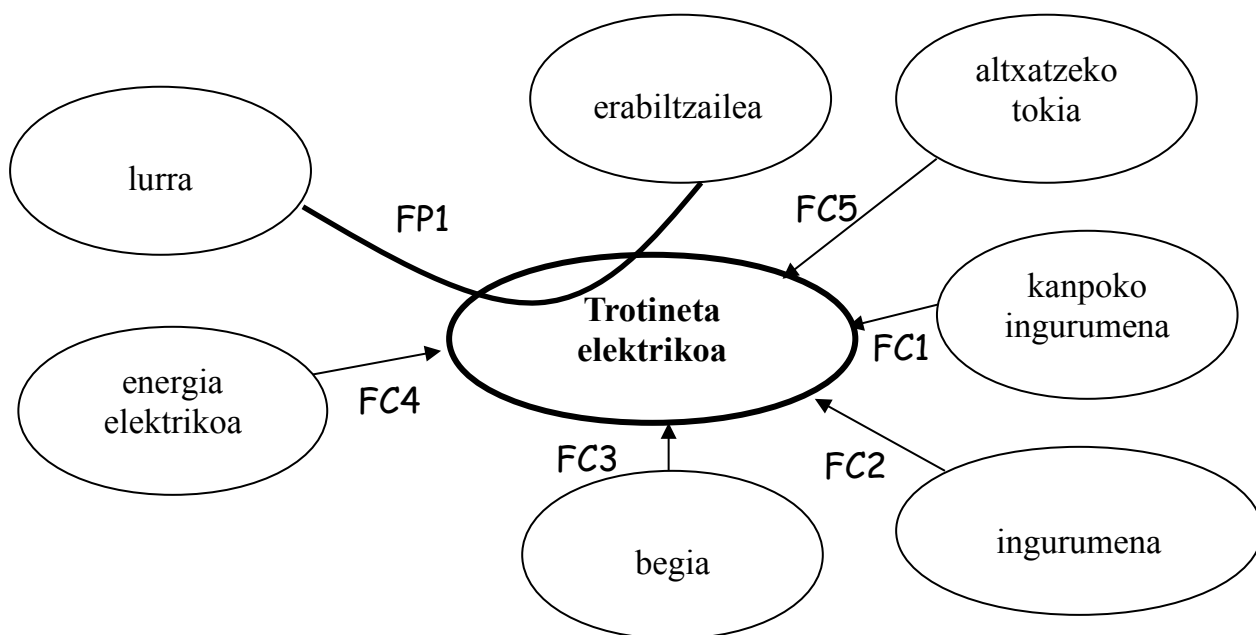 erabiltzailea
altxatzeko
tokia
lurra
FP1
FC5
Trotineta
elektrikoa
kanpoko
ingurumena
FC1
energia
elektrikoa
FC4
FC3
FC2
begia
ingurumena